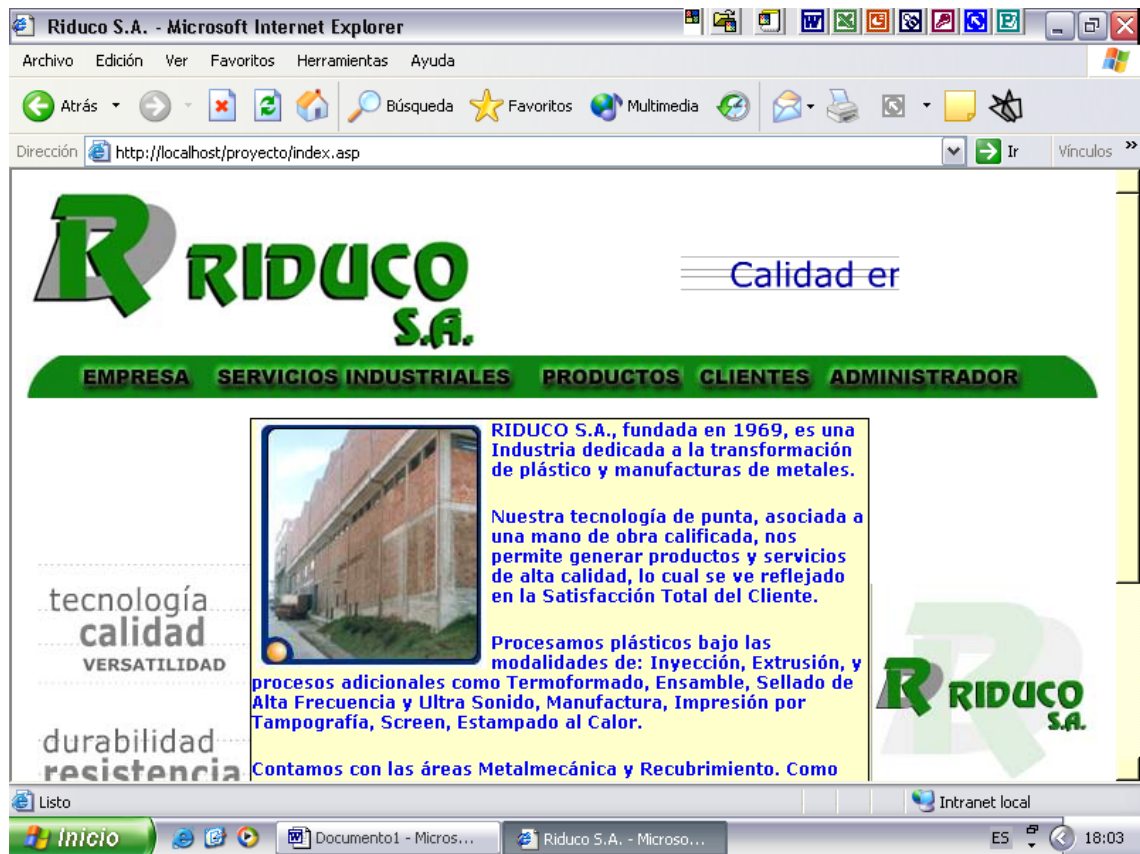 Riduco S.A. - Microsoft Internet Explorer
Archivo Edición Ver Favoritos Herramientas Ayuda
Atrás Búsqueda Favoritos Multimedia
Dirección http://localhost/proyecto/index.asp Ir Vínculos »
R RIDUCO
S.A.
Calidad er
EMPRESA SERVICIOS INDUSTRIALES PRODUCTOS CLIENTES ADMINISTRADOR
RIDUCO S.A., fundada en 1969, es una
Industria dedicada a la transformación
de plástico y manufacturas de metales.
Nuestra tecnología de punta, asociada a
una mano de obra calificada, nos
permite generar productos y servicios
de alta calidad, lo cual se ve reflejado
en la Satisfacción Total del Cliente.
Procesamos plásticos bajo las
modalidades de: Inyección, Extrusión, y
procesos adicionales como Termoformado, Ensamble, Sellado de
Alta Frecuencia y Ultra Sonido, Manufactura, Impresión por
Tampografía, Screen, Estampado al Calor.
Contamos con las áreas Metalmecánica y Recubrimiento. Como
tecnología
calidad
VERSATILIDAD
durabilidad
resistencia
R RIDUCO
S.A.
Listo Intranet local
Inicio Documento1 - Micros... Riduco S.A. - Microso... ES 18:03